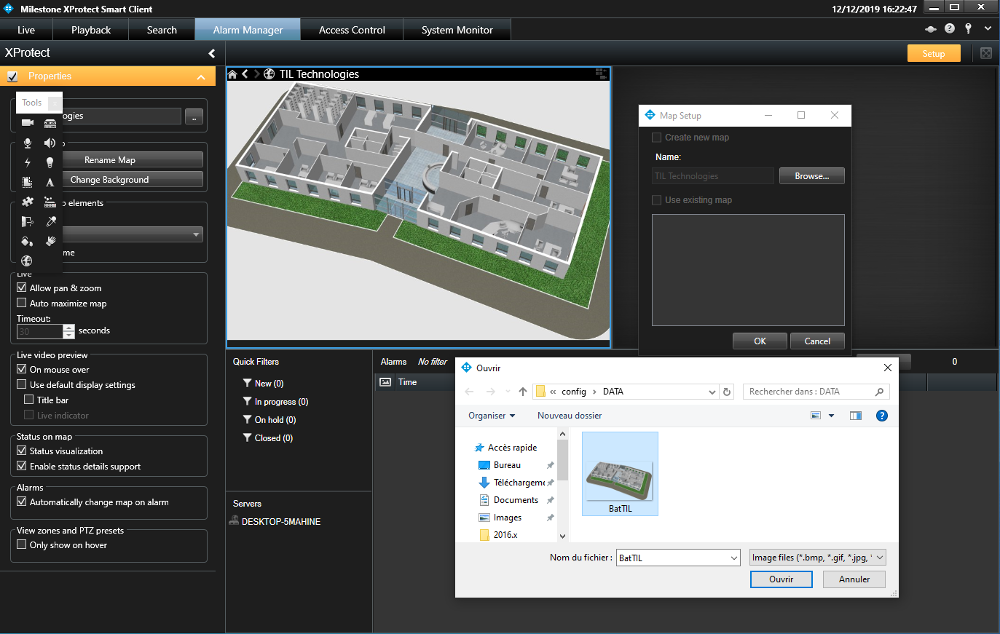 Milestone XProtect Smart Client
12/12/2019 16:22:47
Live
Playback
Search
Alarm Manager
Access Control
System Monitor
XProtect
Setup
Properties
TIL Technologies
Tools
ogies
..
Rename Map
Change Background
elements
me
Live
Allow pan & zoom
Auto maximize map
Timeout:
30
seconds
Live video preview
On mouse over
Use default display settings
Title bar
Live indicator
Status on map
Status visualization
Enable status details support
Alarms
Automatically change map on alarm
View zones and PTZ presets
Only show on hover
Map Setup
Create new map
Name:
TIL Technologies
Browse...
Use existing map
OK
Cancel
Quick Filters
New (0)
In progress (0)
On hold (0)
Closed (0)
Servers
DESKTOP-5MAHINE
Alarms
No filter
0
Time
Ouvrir
« config > DATA
Rechercher dans : DATA
Organiser
Nouveau dossier
Accès rapide
Bureau
Téléchargeme
Documents
Images
2016.x
BatTIL
Nom du fichier :
BatTIL
Image files (*.bmp, *.gif, *.jpg, *
Ouvrir
Annuler